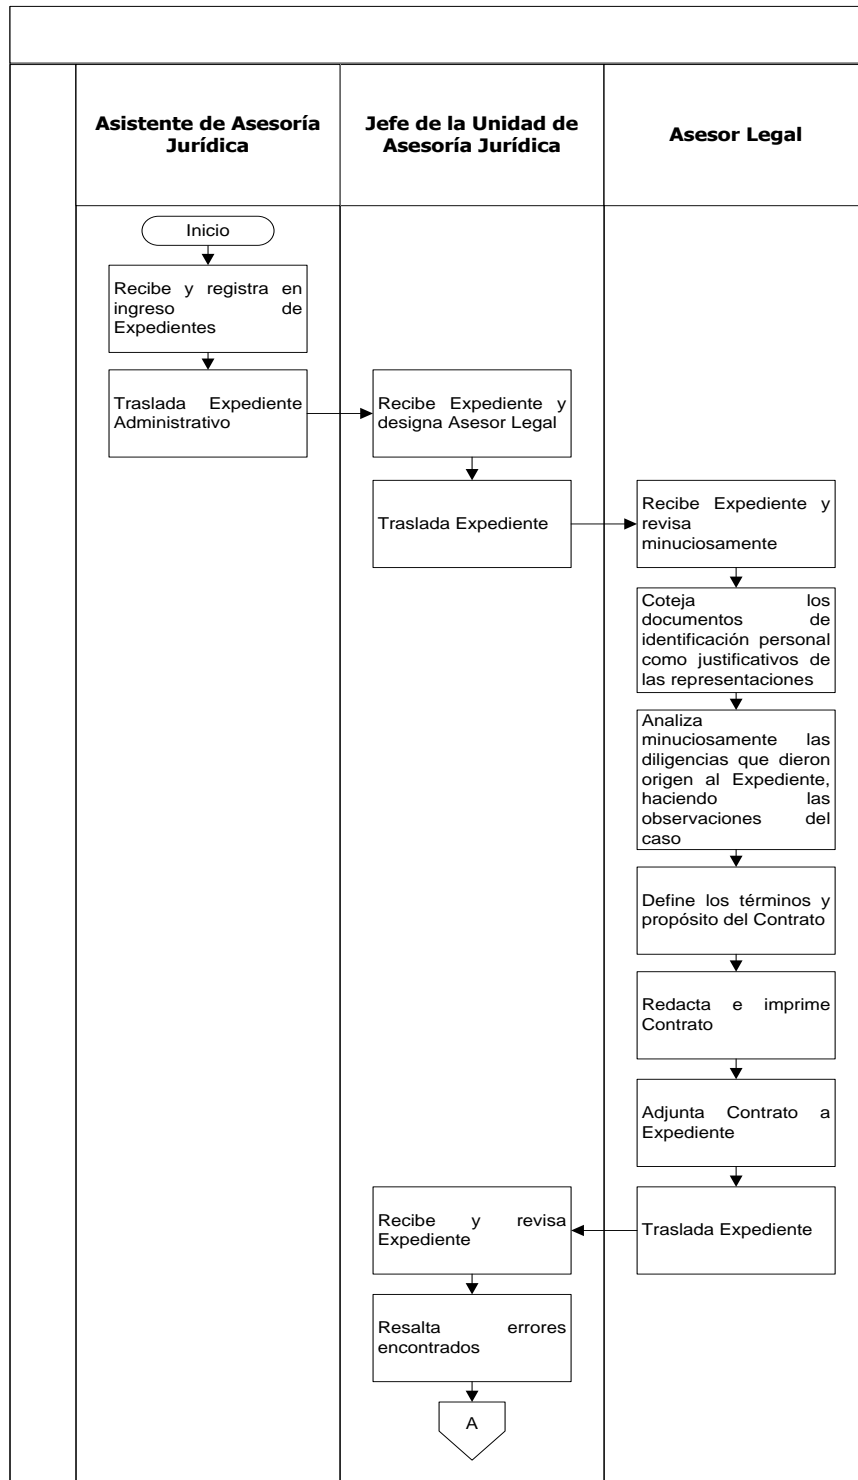 Asistente de Asesoría
Jurídica
Jefe de la Unidad de
Asesoría Jurídica
Asesor Legal
Inicio
Recibe y registra en
ingreso de
Expedientes
Traslada Expediente
Administrativo
Recibe Expediente y
designa Asesor Legal
Traslada Expediente
Recibe Expediente y
revisa
minuciosamente
Coteja los
documentos de
identificación personal
como justificativos de
las representaciones
Analiza
minuciosamente las
diligencias que dieron
origen al Expediente,
haciendo las
observaciones del
caso
Define los términos y
propósito del Contrato
Redacta e imprime
Contrato
Adjunta Contrato a
Expediente
Traslada Expediente
Recibe y revisa
Expediente
Resalta errores
encontrados
A